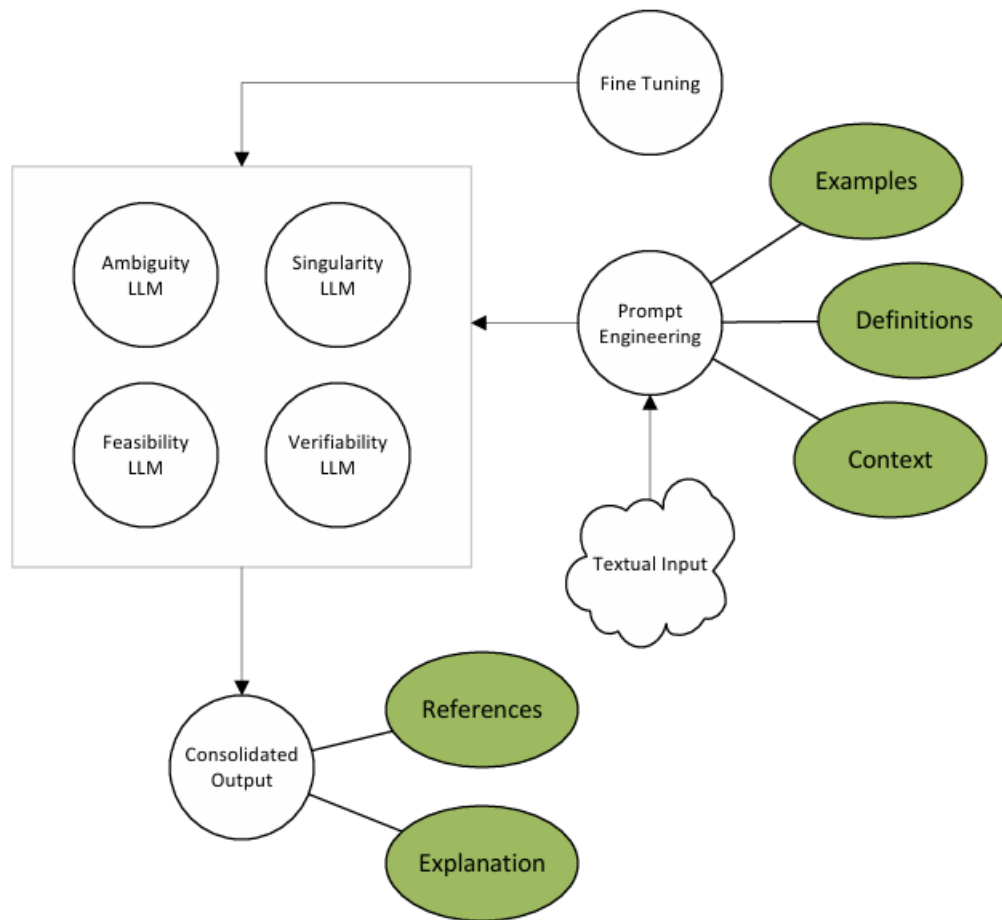 Fine Tuning
Examples
Ambiguity
LLM
Singularity
LLM
Prompt
Engineering
Definitions
Feasibility
LLM
Verifiability
LLM
Context
Textual Input
References
Consolidated
Output
Explanation